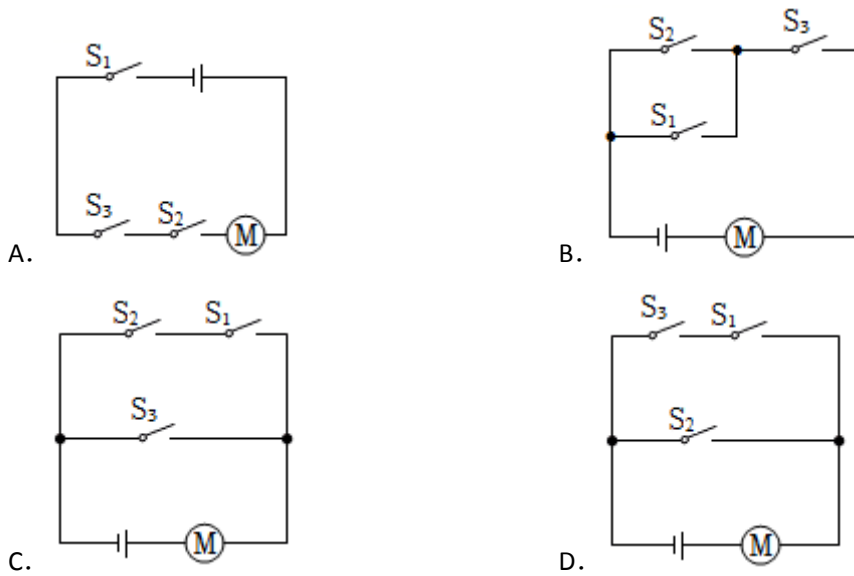 S₁
S₃ S₂
M
A.
S₂ S₃
S₁
M
B.
S₂ S₁
S₃
M
C.
S₃ S₁
S₂
M
D.